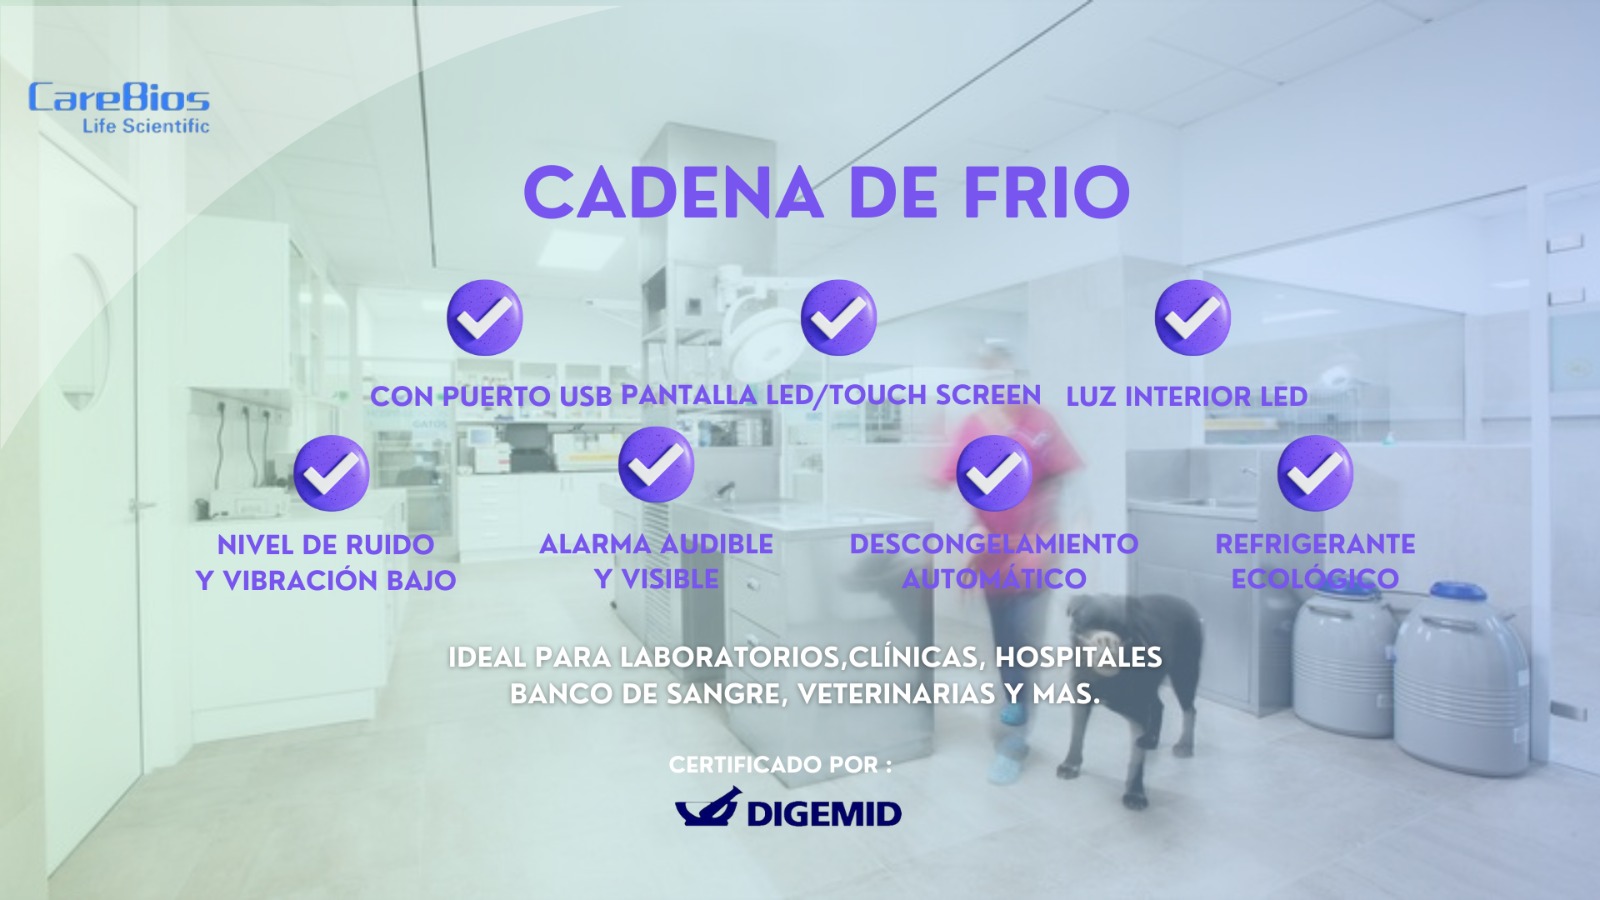 CareBios
Life Scientific
CADENA DE FRIO
CON PUERTO USB
PANTALLA LED/TOUCH SCREEN
LUZ INTERIOR LED
NIVEL DE RUIDO
Y VIBRACIÓN BAJO
ALARMA AUDIBLE
Y VISIBLE
DESCONGELAMIENTO
AUTOMÁTICO
REFRIGERANTE
ECOLÓGICO
IDEAL PARA LABORATORIOS,CLÍNICAS, HOSPITALES
BANCO DE SANGRE, VETERINARIAS Y MAS.
CERTIFICADO POR :
DIGEMID
GATOS